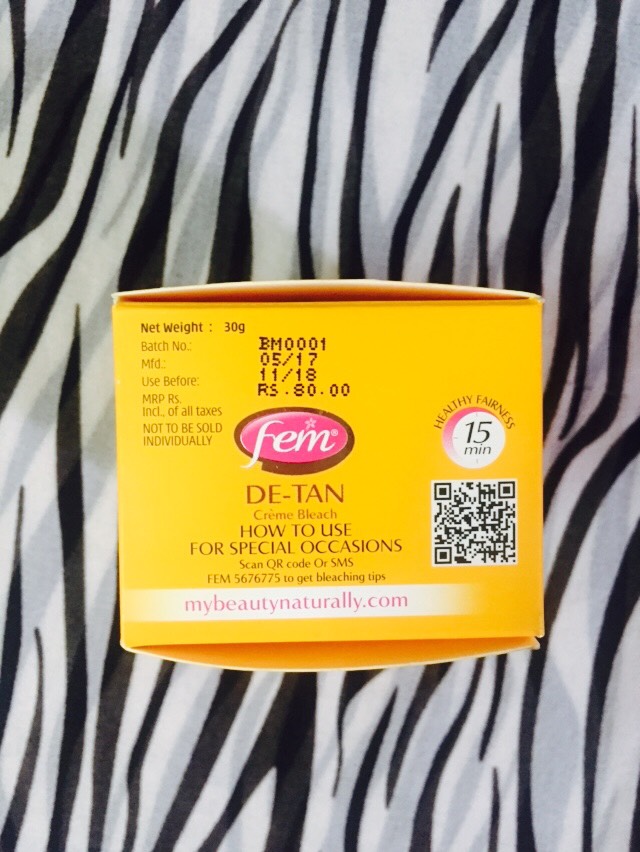 Net Weight : 30g
Batch No.: BM0001
Mfd.: 05/17
Use Before: 11/18
MRP Rs. RS.80.00
Incl., of all taxes
NOT TO BE SOLD
INDIVIDUALLY
fem®
HEALTHY FAIRNESS
15
min
DE-TAN
Crème Bleach
HOW TO USE
FOR SPECIAL OCCASIONS
Scan QR code Or SMS
FEM 5676775 to get bleaching tips
mybeautynaturally.com